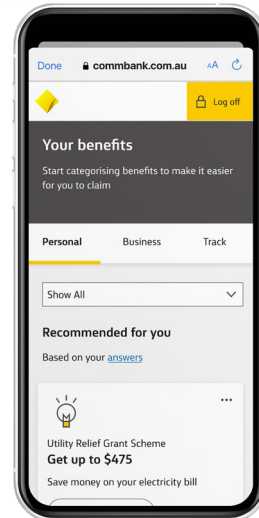 Done commbank.com.au AA
Log off
Your benefits
Start categorising benefits to make it easier
for you to claim
Personal Business Track
Show All
Recommended for you
Based on your answers
Utility Relief Grant Scheme
Get up to $475
Save money on your electricity bill